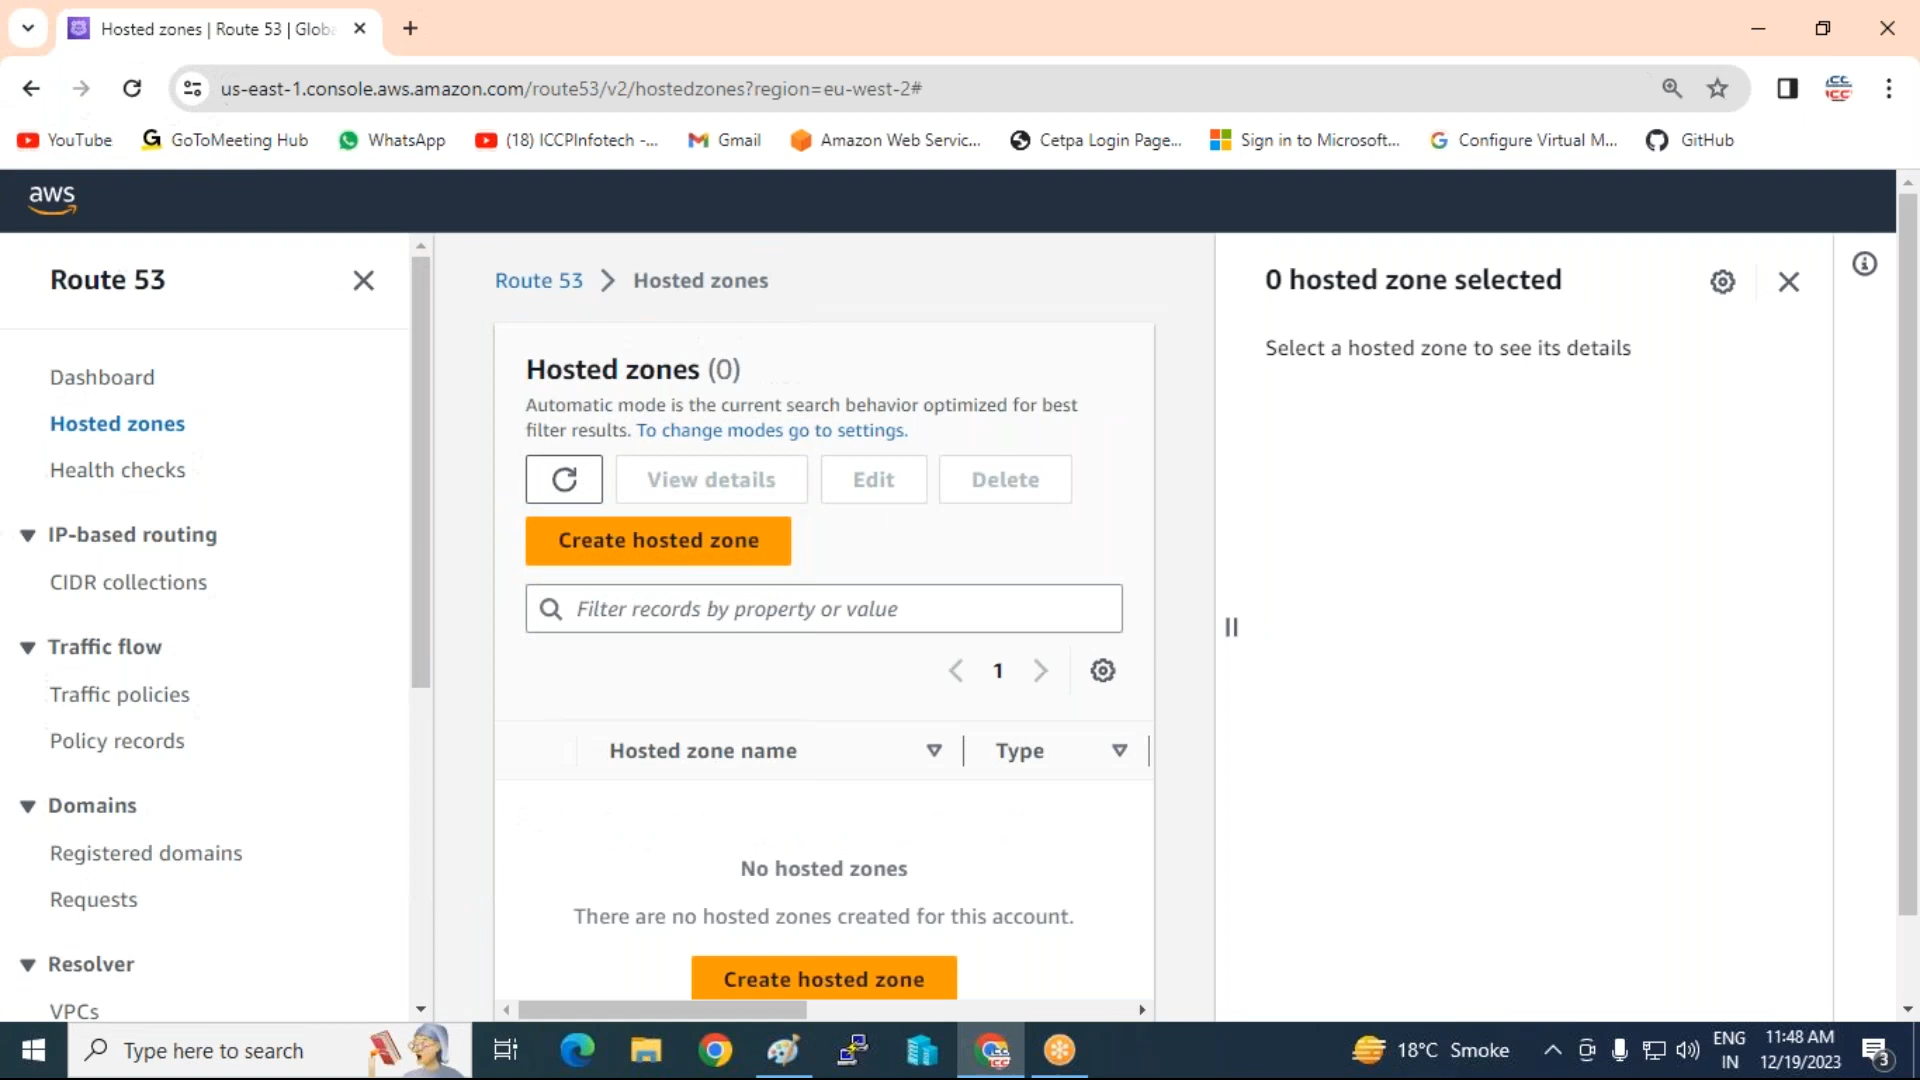 Hosted zones | Route 53 | Globa
us-east-1.console.aws.amazon.com/route53/v2/hostedzones?region=eu-west-2#
YouTube
GoToMeeting Hub
WhatsApp
(18) ICCPInfotech -...
Gmail
Amazon Web Servic...
Cetpa Login Page...
Sign in to Microsoft...
Configure Virtual M...
GitHub
aws
Route 53
Dashboard
Hosted zones
Health checks
IP-based routing
CIDR collections
Traffic flow
Traffic policies
Policy records
Domains
Registered domains
Requests
Resolver
VPCs
Route 53 > Hosted zones
Hosted zones (0)
Automatic mode is the current search behavior optimized for best
filter results. To change modes go to settings.
View details
Edit
Delete
Create hosted zone
Filter records by property or value
1
Hosted zone name
Type
No hosted zones
There are no hosted zones created for this account.
Create hosted zone
0 hosted zone selected
Select a hosted zone to see its details
Type here to search
18°C Smoke
ENG
IN
11:48 AM
12/19/2023
3